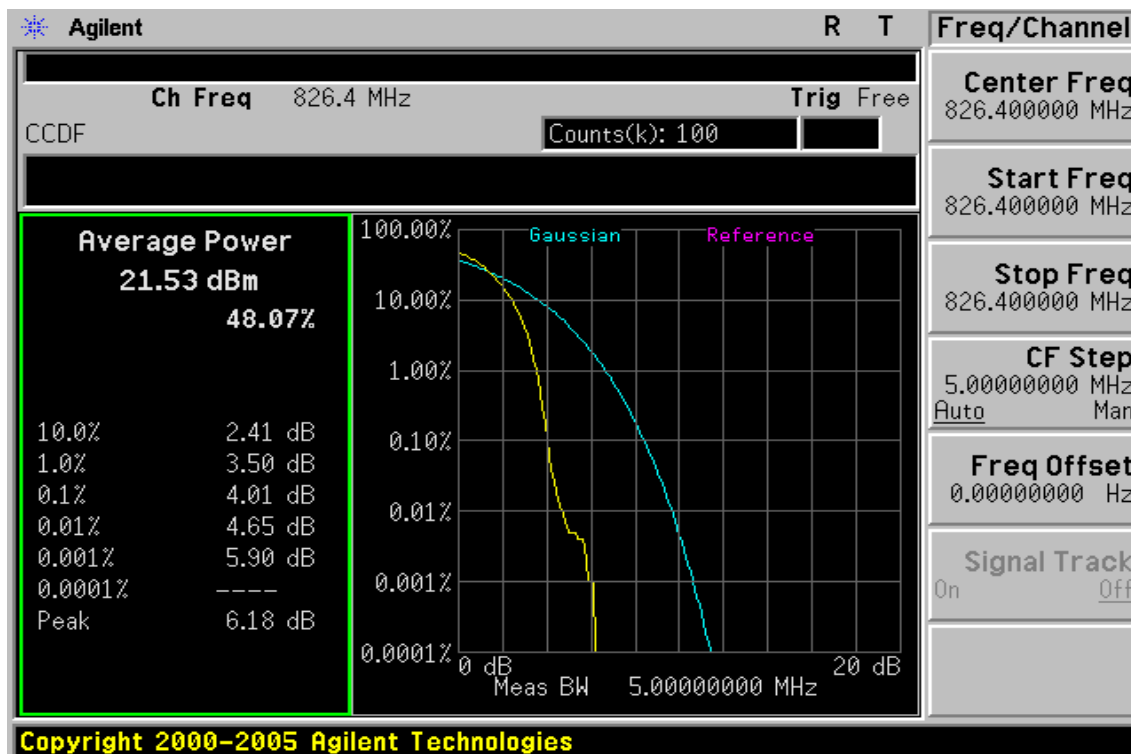 Agilent R T
Ch Freq 826.4 MHz Trig Free
CCDF Counts(k): 100
Average Power
21.53 dBm
48.07%
10.0% 2.41 dB
1.0% 3.50 dB
0.1% 4.01 dB
0.01% 4.65 dB
0.001% 5.90 dB
0.0001% ----
Peak 6.18 dB
Gaussian Reference
100.00%
10.00%
1.00%
0.10%
0.01%
0.001%
0.0001%
0 dB 20 dB
Meas BW 5.00000000 MHz
Freq/Channel
Center Freq
826.400000 MHz
Start Freq
826.400000 MHz
Stop Freq
826.400000 MHz
CF Step
5.00000000 MHz
Auto Man
Freq Offset
0.00000000 Hz
Signal Track
On Off
Copyright 2000-2005 Agilent Technologies